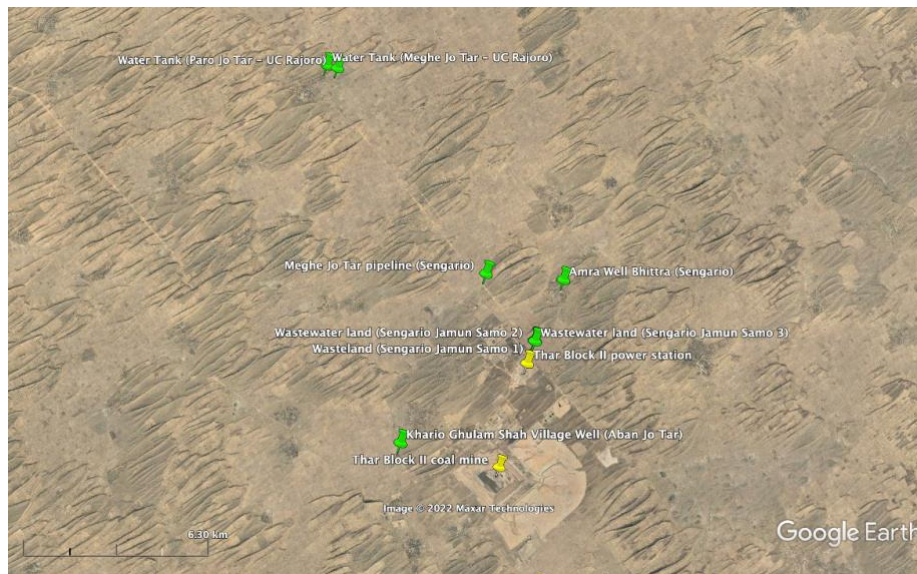 Water Tank (Paro Jo Tar - UC Rajoro)
Water Tank (Meghe Jo Tar - UC Rajoro)
Meghe Jo Tar pipeline (Sengario)
Amra Well Bhittra (Sengario)
Wastewater land (Sengario Jamun Samo 2)
Wastewater land (Sengario Jamun Samo 3)
Wasteland (Sengario Jamun Samo 1)
Thar Block II power station
Khario Ghulam Shah Village Well (Aban Jo Tar)
Thar Block II coal mine
Image © 2022 Maxar Technologies
6.30 km
Google Earth